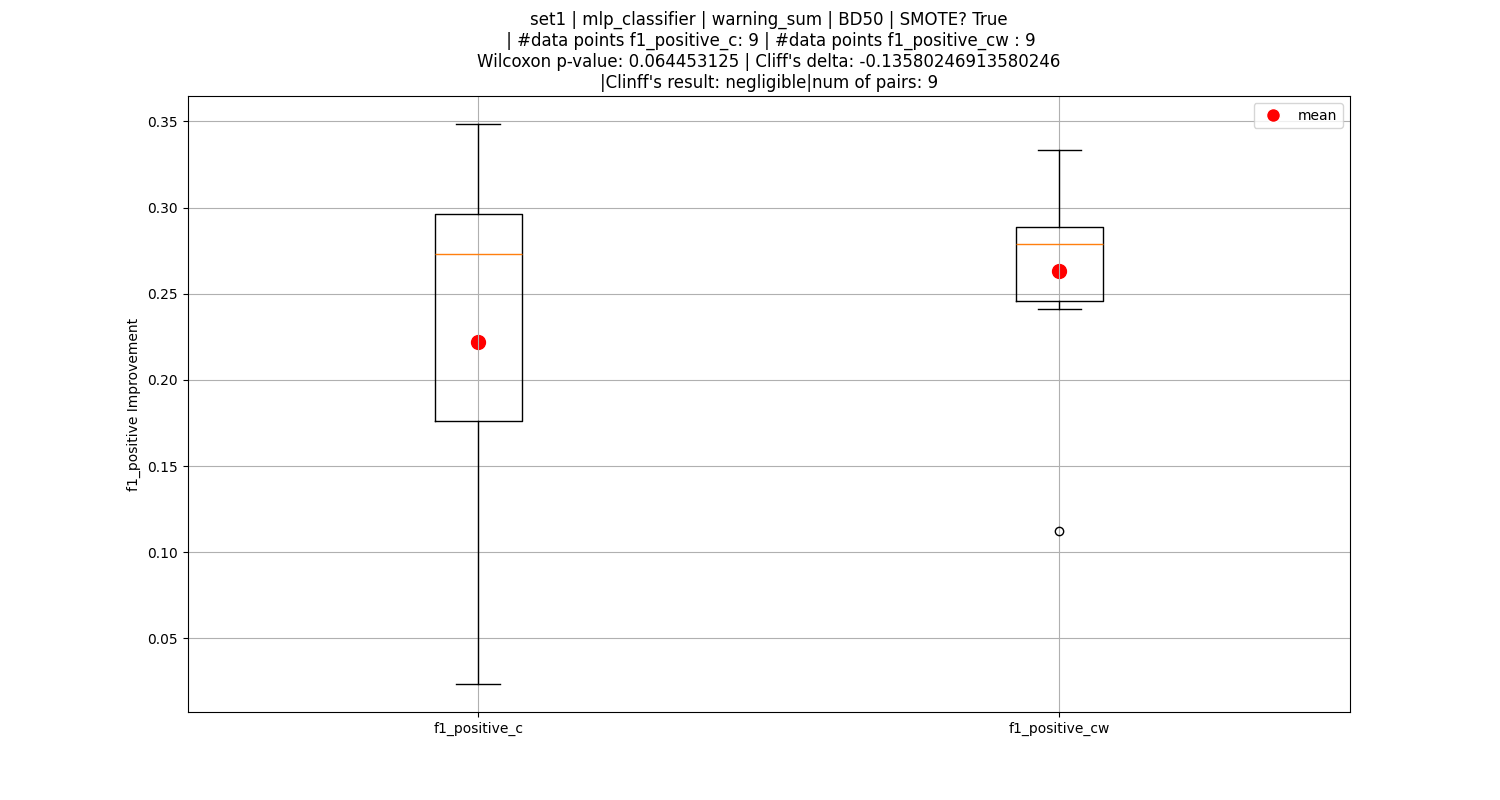 set1 | mlp_classifier | warning_sum | BD50 | SMOTE? True
| #data points f1_positive_c: 9 | #data points f1_positive_cw : 9
Wilcoxon p-value: 0.064453125 | Cliff's delta: -0.13580246913580246
|Clinff's result: negligible|num of pairs: 9
mean
0.35
0.30
0.25
0.20
0.15
0.10
0.05
f1_positive Improvement
f1_positive_c
f1_positive_cw